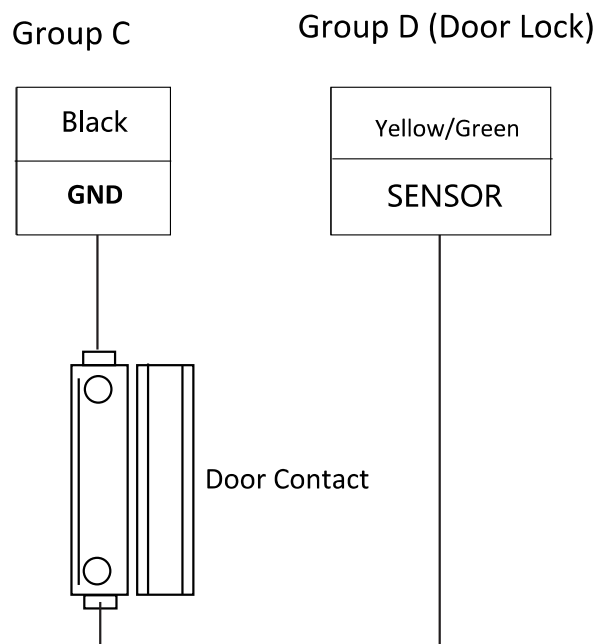 Group C
Group D (Door Lock)
Black
Yellow/Green
GND
SENSOR
Door Contact